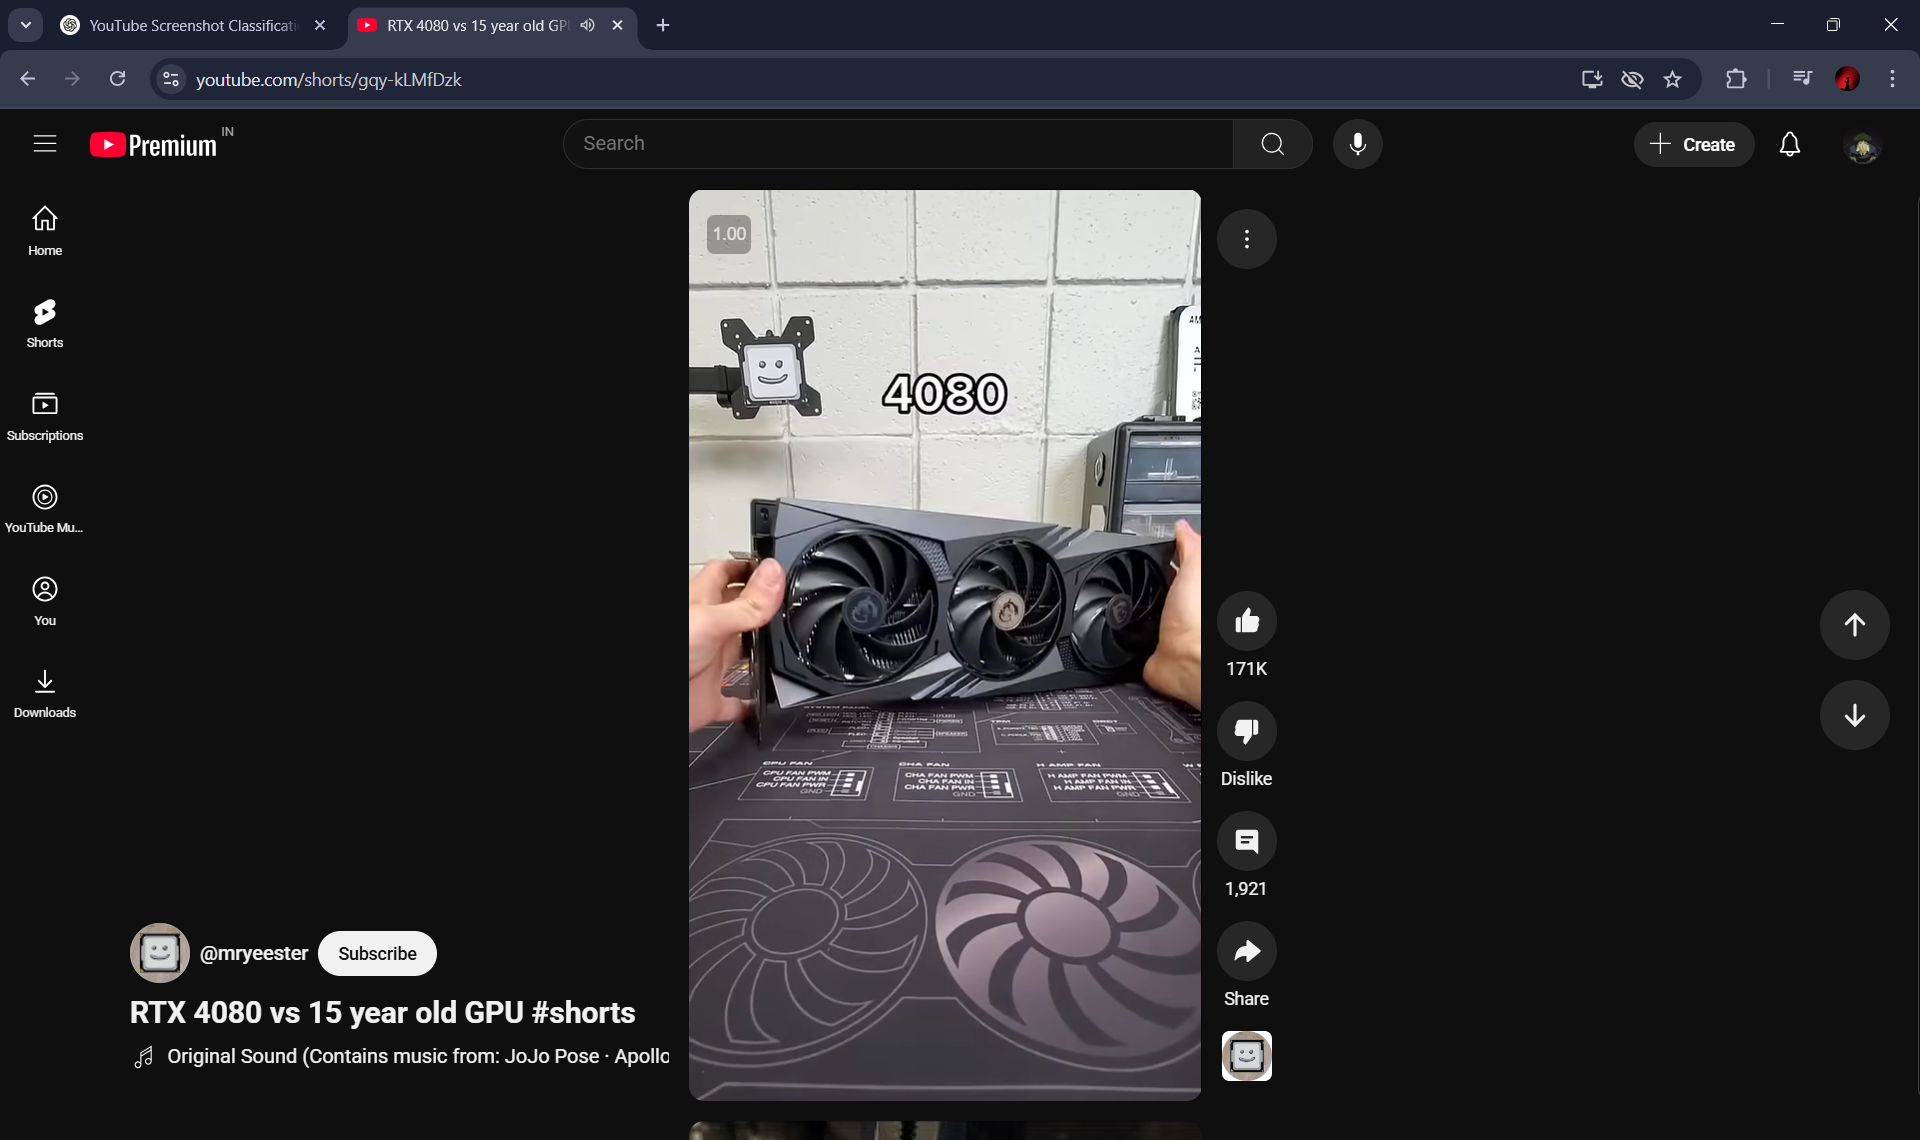 YouTube Screenshot Classificati
RTX 4080 vs 15 year old GPU
youtube.com/shorts/gqy-kLMfDzk
Premium IN
Search
Create
Home
Shorts
Subscriptions
YouTube Mu...
You
Downloads
1.00
4080
SYSTEM PANEL
CPU FAN
CPU FAN PWM
CPU FAN IN
CPU FAN PWR
GND
CHA FAN
CHA FAN PWM
CHA FAN IN
CHA FAN PWR
GND
H AMP FAN
H AMP FAN PWM
H AMP FAN IN
H AMP FAN PWR
GND
171K
Dislike
1,921
Share
@mryeester
Subscribe
RTX 4080 vs 15 year old GPU #shorts
Original Sound (Contains music from: JoJo Pose · Apollo